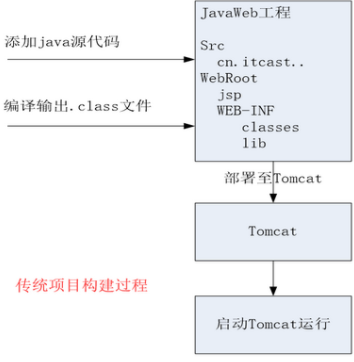 JavaWeb工程
添加java源代码
Src
cn.itcast..
WebRoot
jsp
编译输出.class文件
WEB-INF
classes
lib
部署至Tomcat
Tomcat
传统项目构建过程
启动Tomcat运行